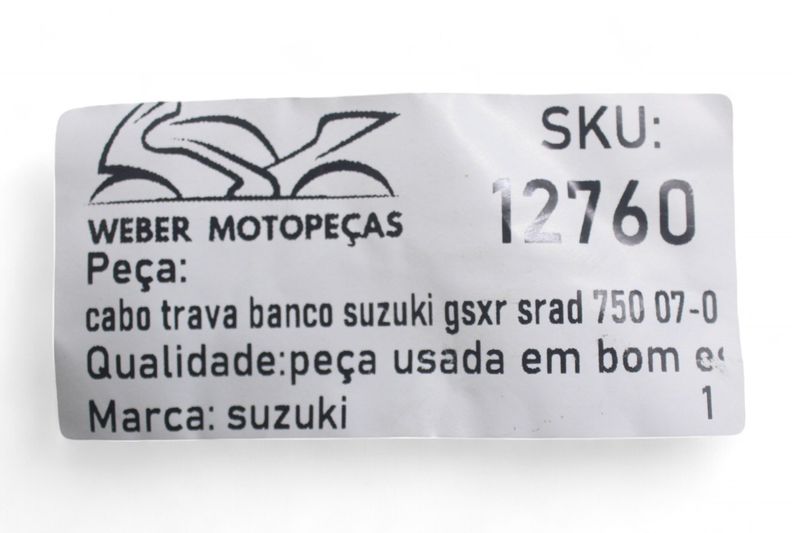 SKU:
12760
WEBER MOTOPEÇAS
Peça:
cabo trava banco suzuki gsxr srad 750 07-0
Qualidade:peça usada em bom
Marca: suzuki
1